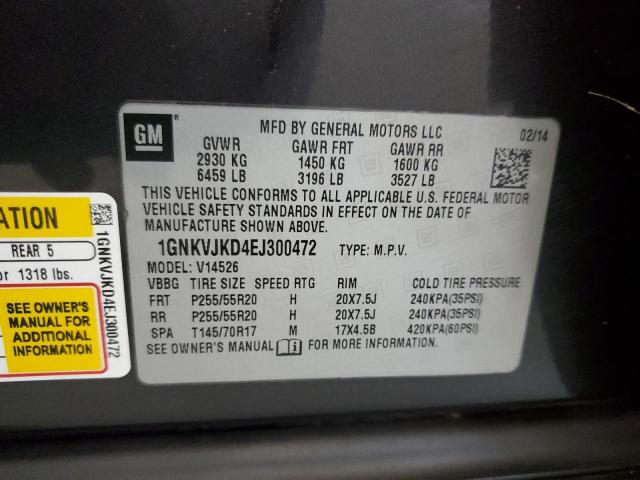 GM
MFD BY GENERAL MOTORS LLC
02/14
GVWR GAWR FRT GAWR RR
2930 KG 1450 KG 1600 KG
6459 LB 3196 LB 3527 LB
THIS VEHICLE CONFORMS TO ALL APPLICABLE U.S. FEDERAL MOTOR
VEHICLE SAFETY STANDARDS IN EFFECT ON THE DATE OF
MANUFACTURE SHOWN ABOVE.
1GNKVJKD4EJ300472 TYPE: M.P.V.
MODEL: V14526
VBBG TIRE SIZE SPEED RTG RIM COLD TIRE PRESSURE
FRT P255/55R20 H 20X7.5J 240KPA(35PSI)
RR P255/55R20 H 20X7.5J 240KPA(35PSI)
SPA T145/70R17 M 17X4.5B 420KPA(60PSI)
SEE OWNER'S MANUAL FOR MORE INFORMATION.
ATION
REAR 5
or 1318 lbs.
SEE OWNER'S
MANUAL FOR
ADDITIONAL
INFORMATION
1GNKVJKD4EJ300472